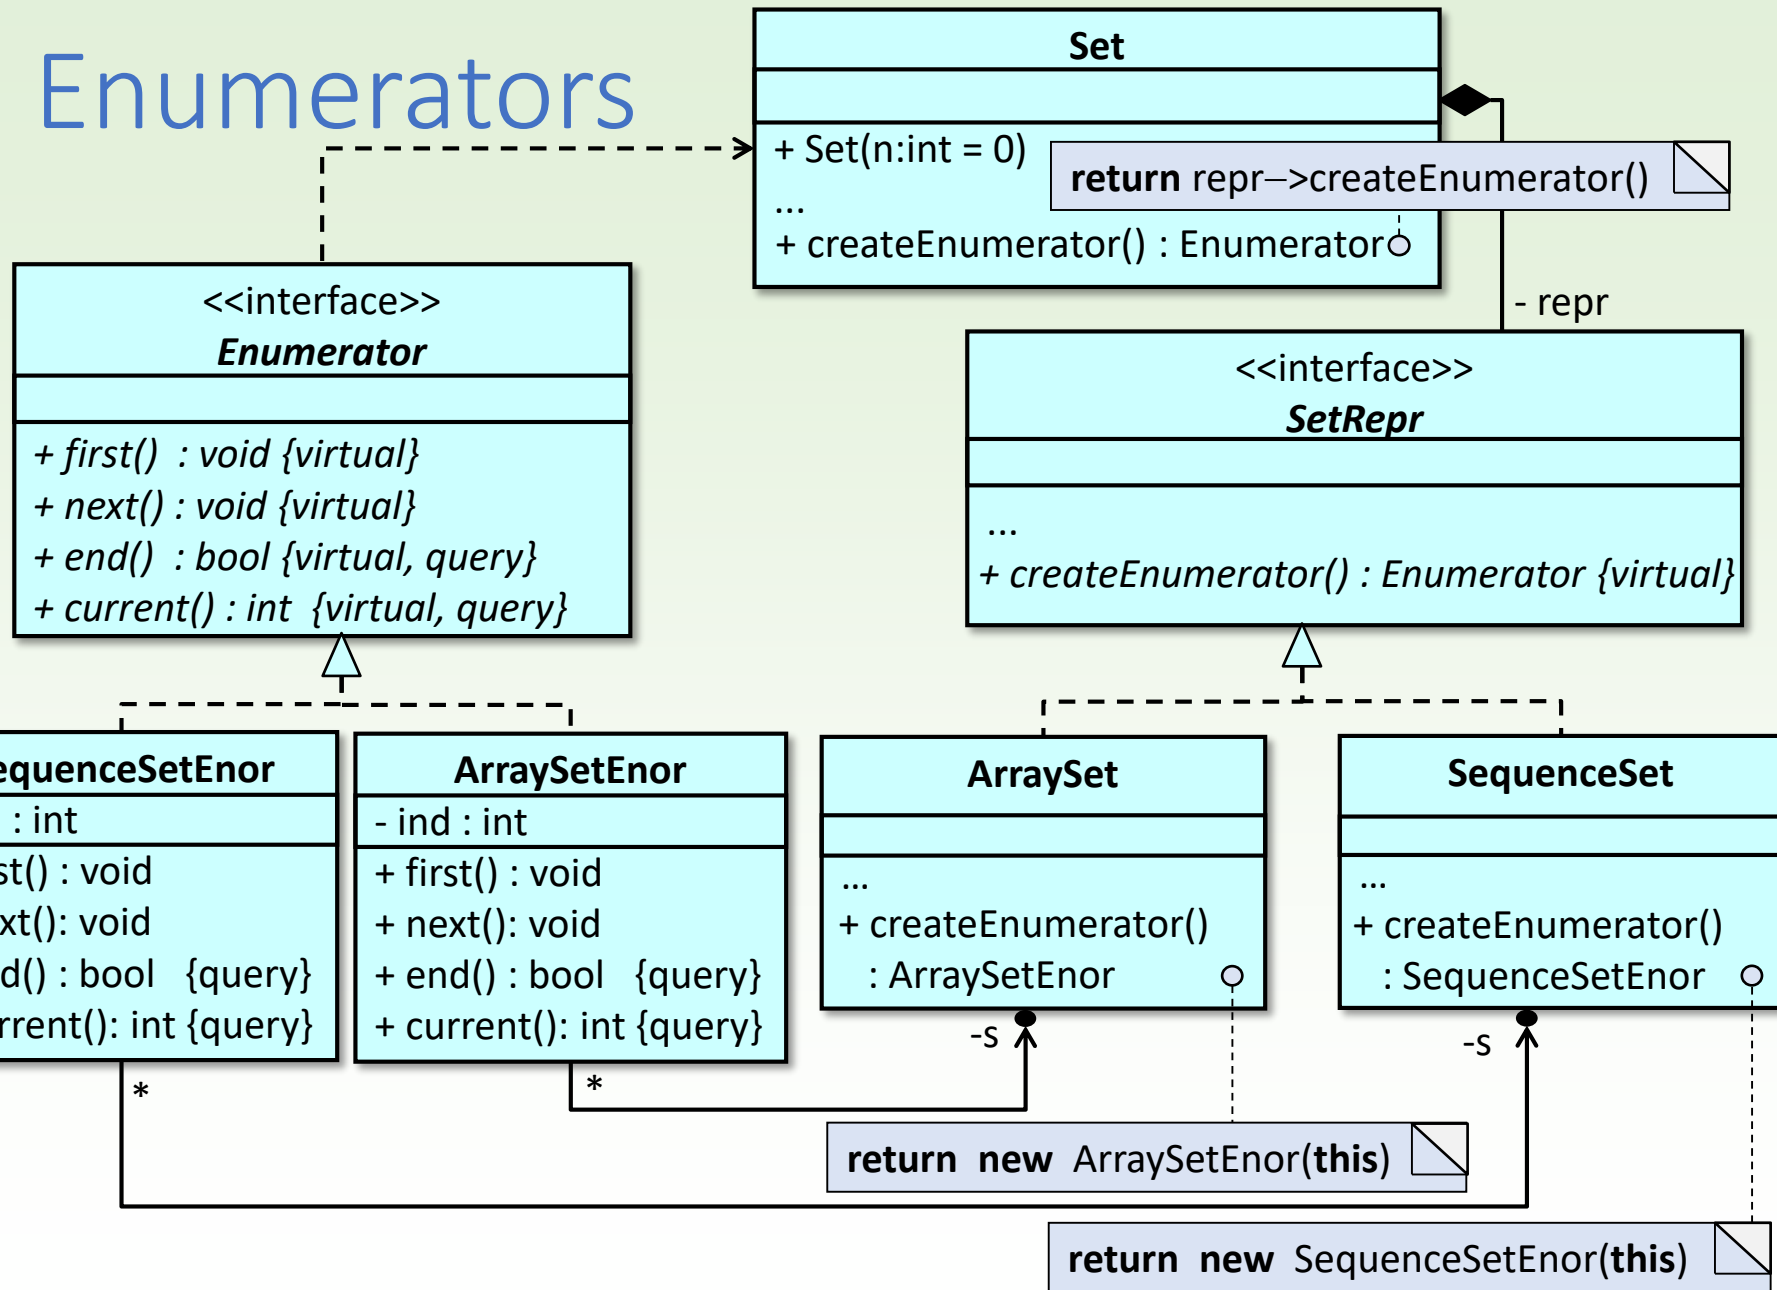 Enumerators
Set
+ Set(n:int = 0)
...
+ createEnumerator() : Enumerator
return repr–>createEnumerator()
- repr
<<interface>>
Enumerator
+ first() : void {virtual}
+ next() : void {virtual}
+ end() : bool {virtual, query}
+ current() : int {virtual, query}
<<interface>>
SetRepr
...
+ createEnumerator() : Enumerator {virtual}
equenceSetEnor
: int
st() : void
xt(): void
d() : bool {query}
rrent(): int {query}
*
ArraySetEnor
- ind : int
+ first() : void
+ next(): void
+ end() : bool {query}
+ current(): int {query}
*
ArraySet
...
+ createEnumerator()
: ArraySetEnor
-s
SequenceSet
...
+ createEnumerator()
: SequenceSetEnor
-s
return new ArraySetEnor(this)
return new SequenceSetEnor(this)